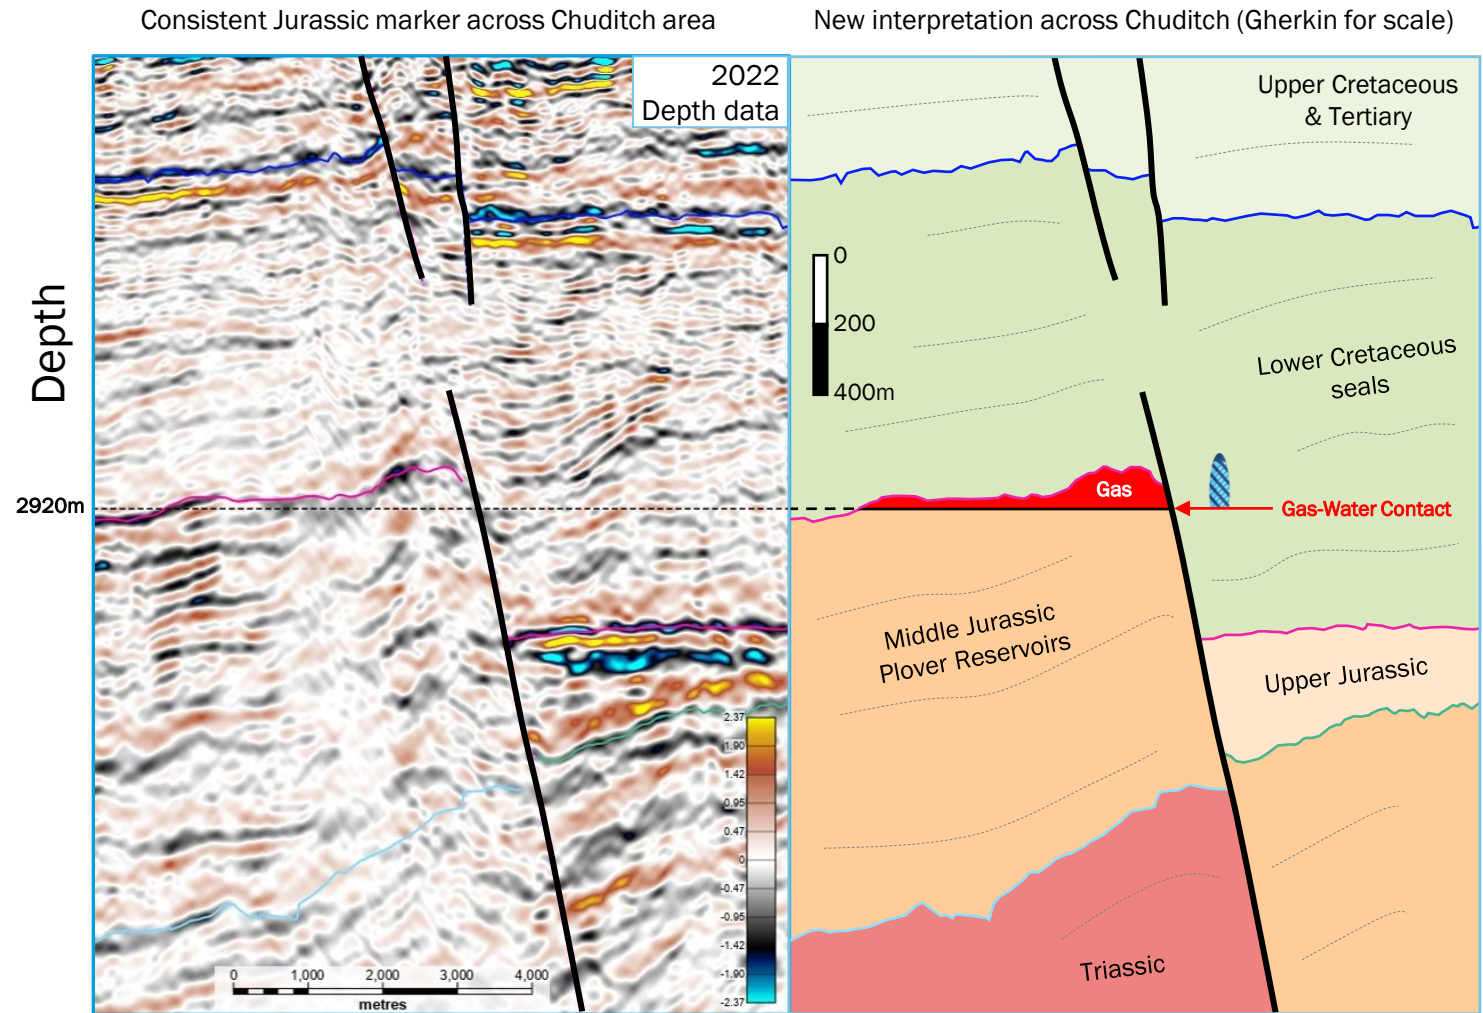 Consistent Jurassic marker across Chuditch area
New interpretation across Chuditch (Gherkin for scale)
2022
Depth data
Depth
2920m
2.37
1.90
1.42
0.95
0.47
0
-0.47
-0.95
-1.42
-1.90
-2.37
0 1,000 2,000 3,000 4,000
metres
Upper Cretaceous
& Tertiary
0
200
400m
Lower Cretaceous
seals
Gas
Gas-Water Contact
Middle Jurassic
Plover Reservoirs
Upper Jurassic
Triassic